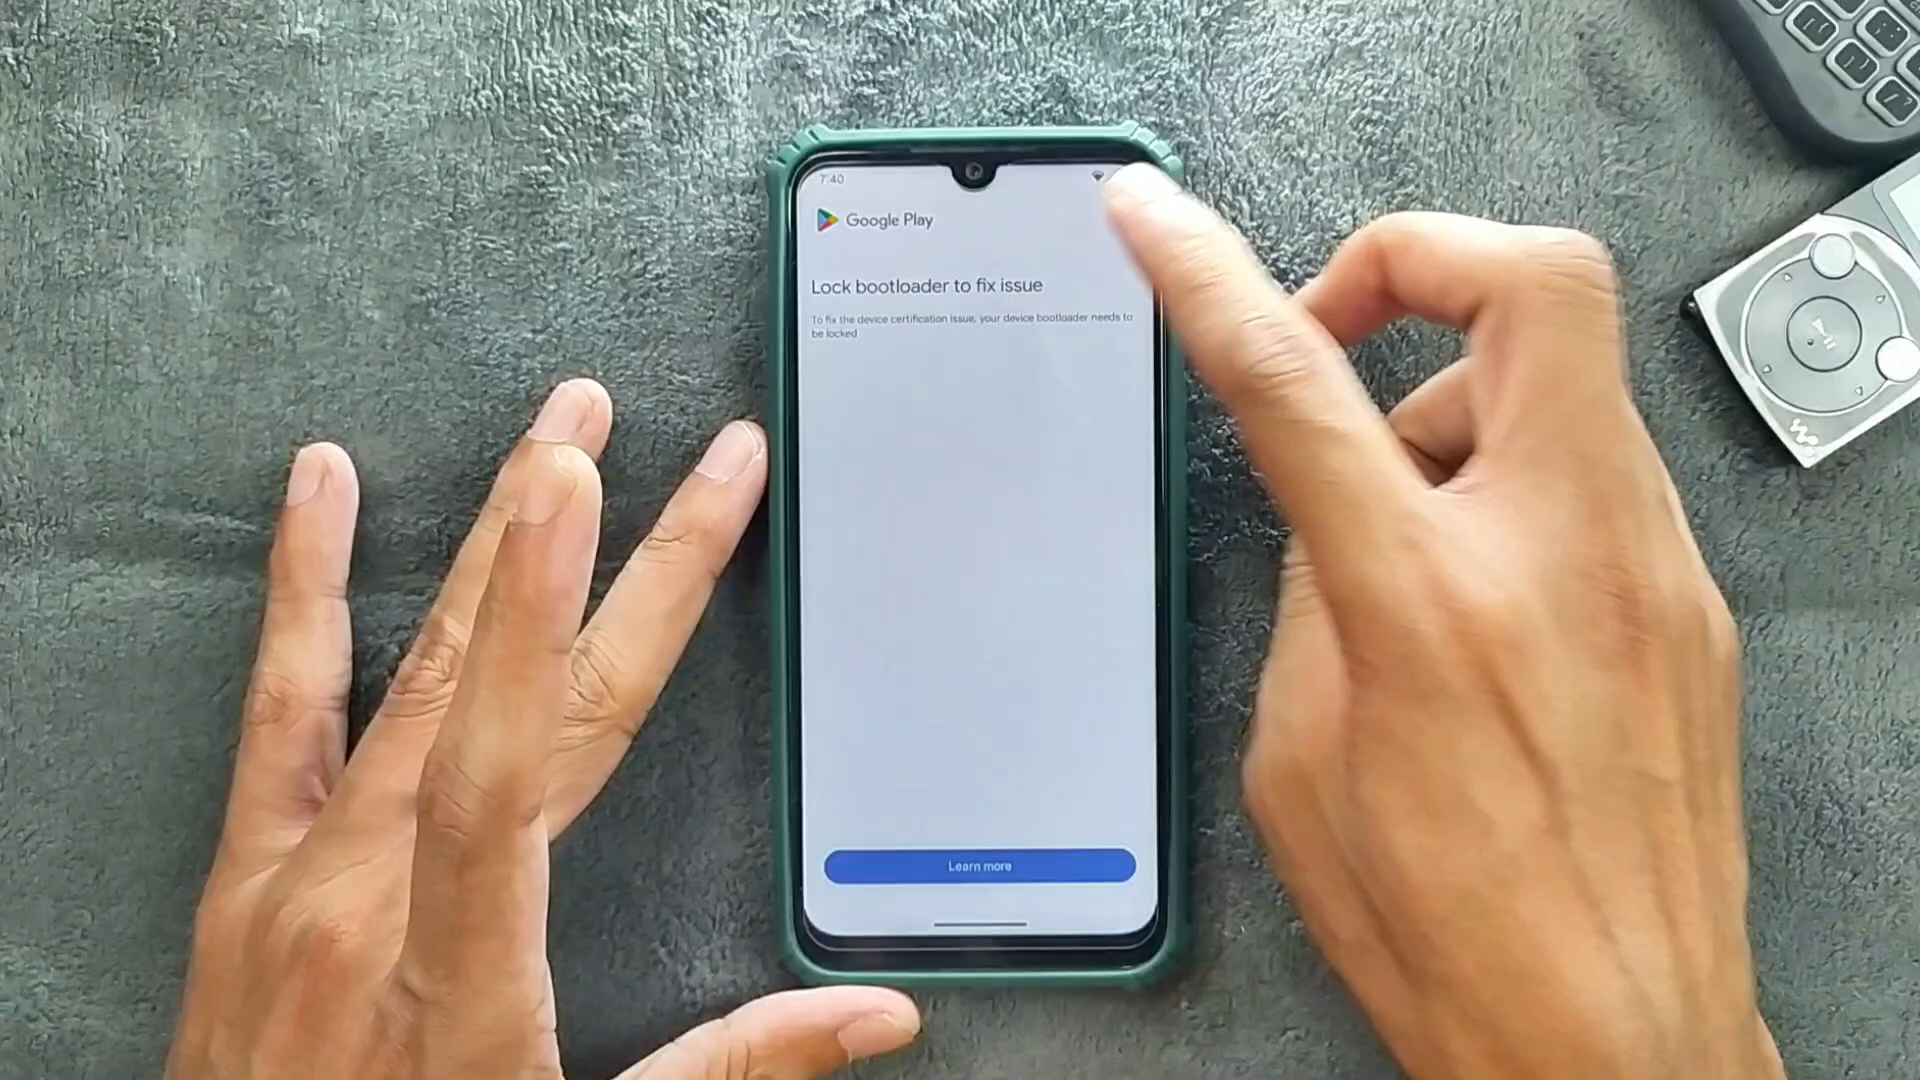 7:40
Google Play
Lock bootloader to fix issue
To fix the device certification issue, your device bootloader needs to
be locked
Learn more